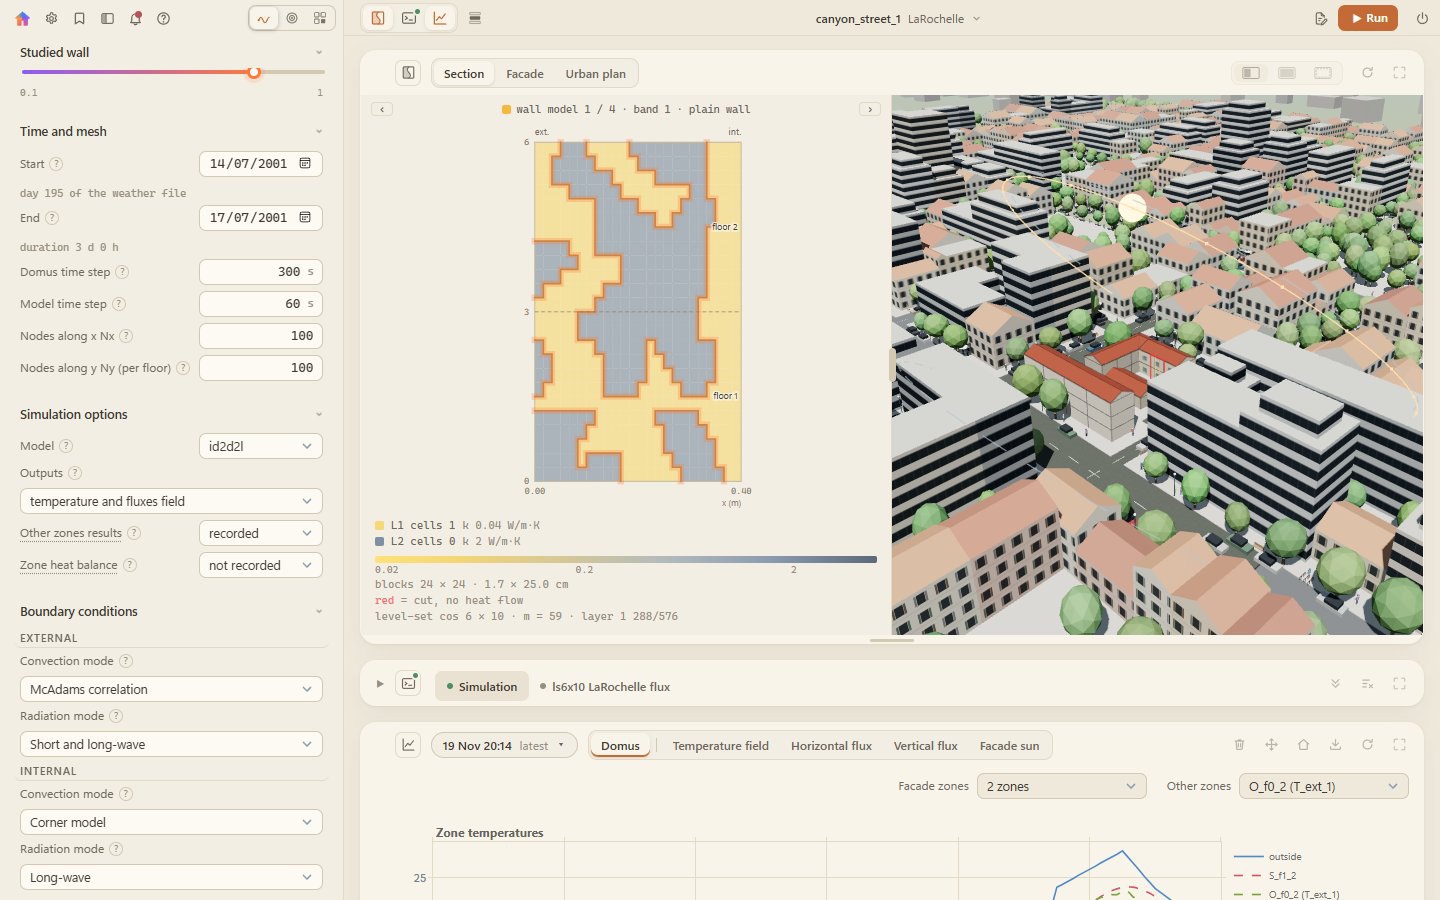 canyon_street_1 LaRochelle
Run
Studied wall
0.1 1
Time and mesh
Start ? 14/07/2001
day 195 of the weather file
End ? 17/07/2001
duration 3 d 0 h
Domus time step ? 300 s
Model time step ? 60 s
Nodes along x Nx ? 100
Nodes along y Ny (per floor) ? 100
Simulation options
Model ? id2d2l
Outputs ?
temperature and fluxes field
Other zones results ? recorded
Zone heat balance ? not recorded
Boundary conditions
EXTERNAL
Convection mode ?
McAdams correlation
Radiation mode ?
Short and long-wave
INTERNAL
Convection mode ?
Corner model
Radiation mode ?
Long-wave
Section Facade Urban plan
wall model 1 / 4 · band 1 · plain wall
ext. int.
6
floor 2
3
floor 1
0
0.00 0.40
x (m)
L1 cells 1 k 0.04 W/m·K
L2 cells 0 k 2 W/m·K
0.02 0.2 2
blocks 24 × 24 · 1.7 × 25.0 cm
red = cut, no heat flow
level-set cos 6 × 10 · m = 59 · layer 1 288/576
Simulation ls6x10 LaRochelle flux
19 Nov 20:14 latest Domus Temperature field Horizontal flux Vertical flux Facade sun
Facade zones 2 zones Other zones O_f0_2 (T_ext_1)
Zone temperatures
25
outside
S_f1_2
O_f0_2 (T_ext_1)